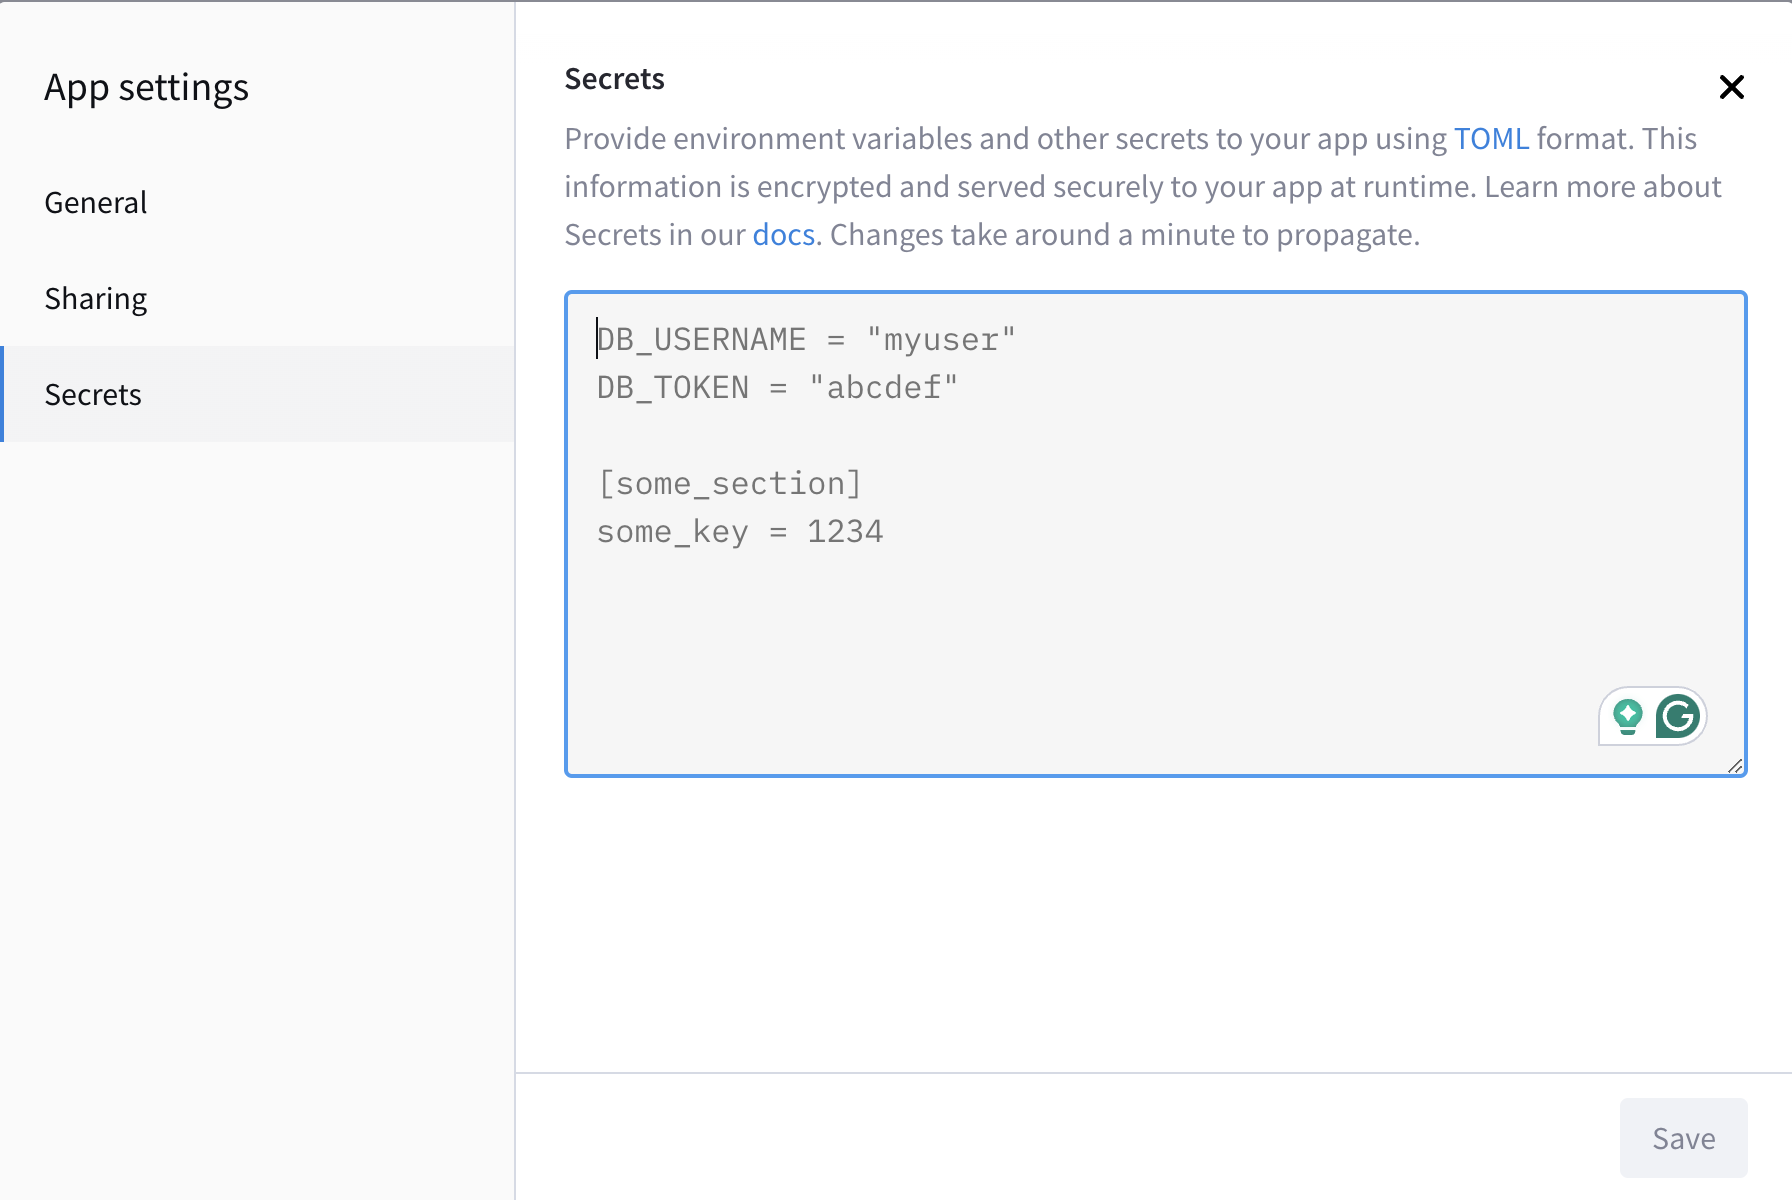 App settings
General
Sharing
Secrets
Secrets
Provide environment variables and other secrets to your app using TOML format. This
information is encrypted and served securely to your app at runtime. Learn more about
Secrets in our docs. Changes take around a minute to propagate.
DB_USERNAME = "myuser"
DB_TOKEN = "abcdef"
[some_section]
some_key = 1234
Save